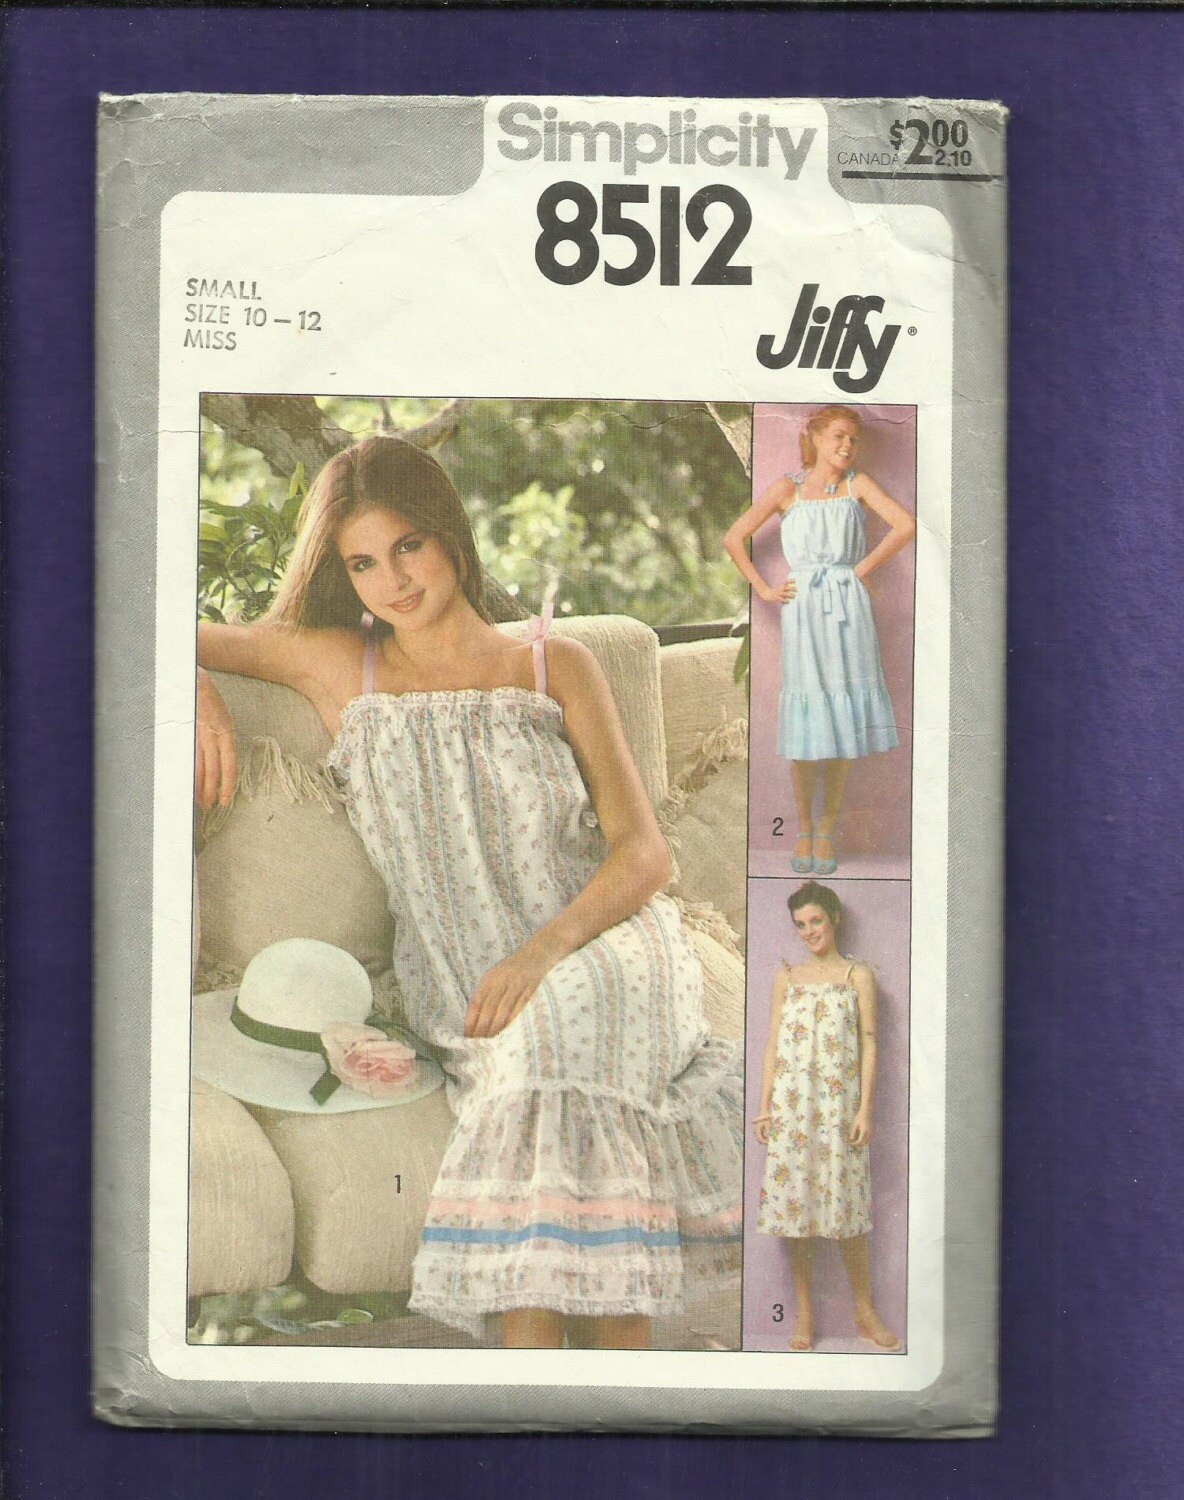 Simplicity
$2.00
CANADA 2.10
8512
SMALL
SIZE 10 – 12
MISS
Jiffy®
1
2
3